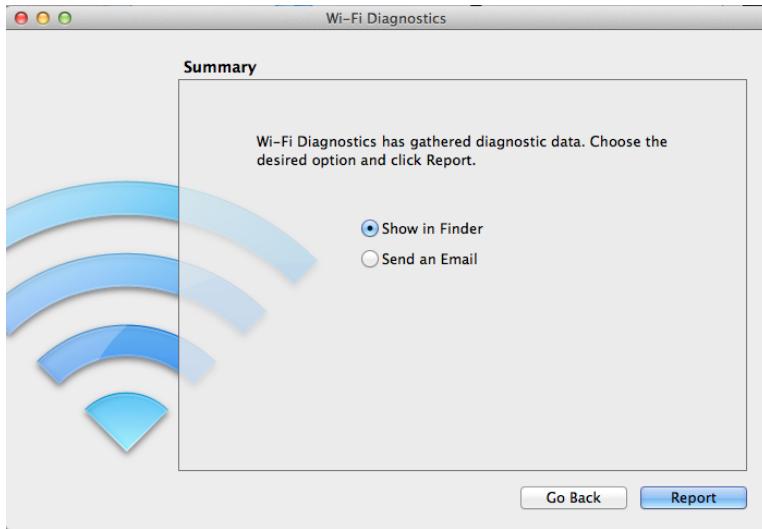 Wi-Fi Diagnostics
Summary
Wi-Fi Diagnostics has gathered diagnostic data. Choose the
desired option and click Report.
Show in Finder
Send an Email
Go Back
Report